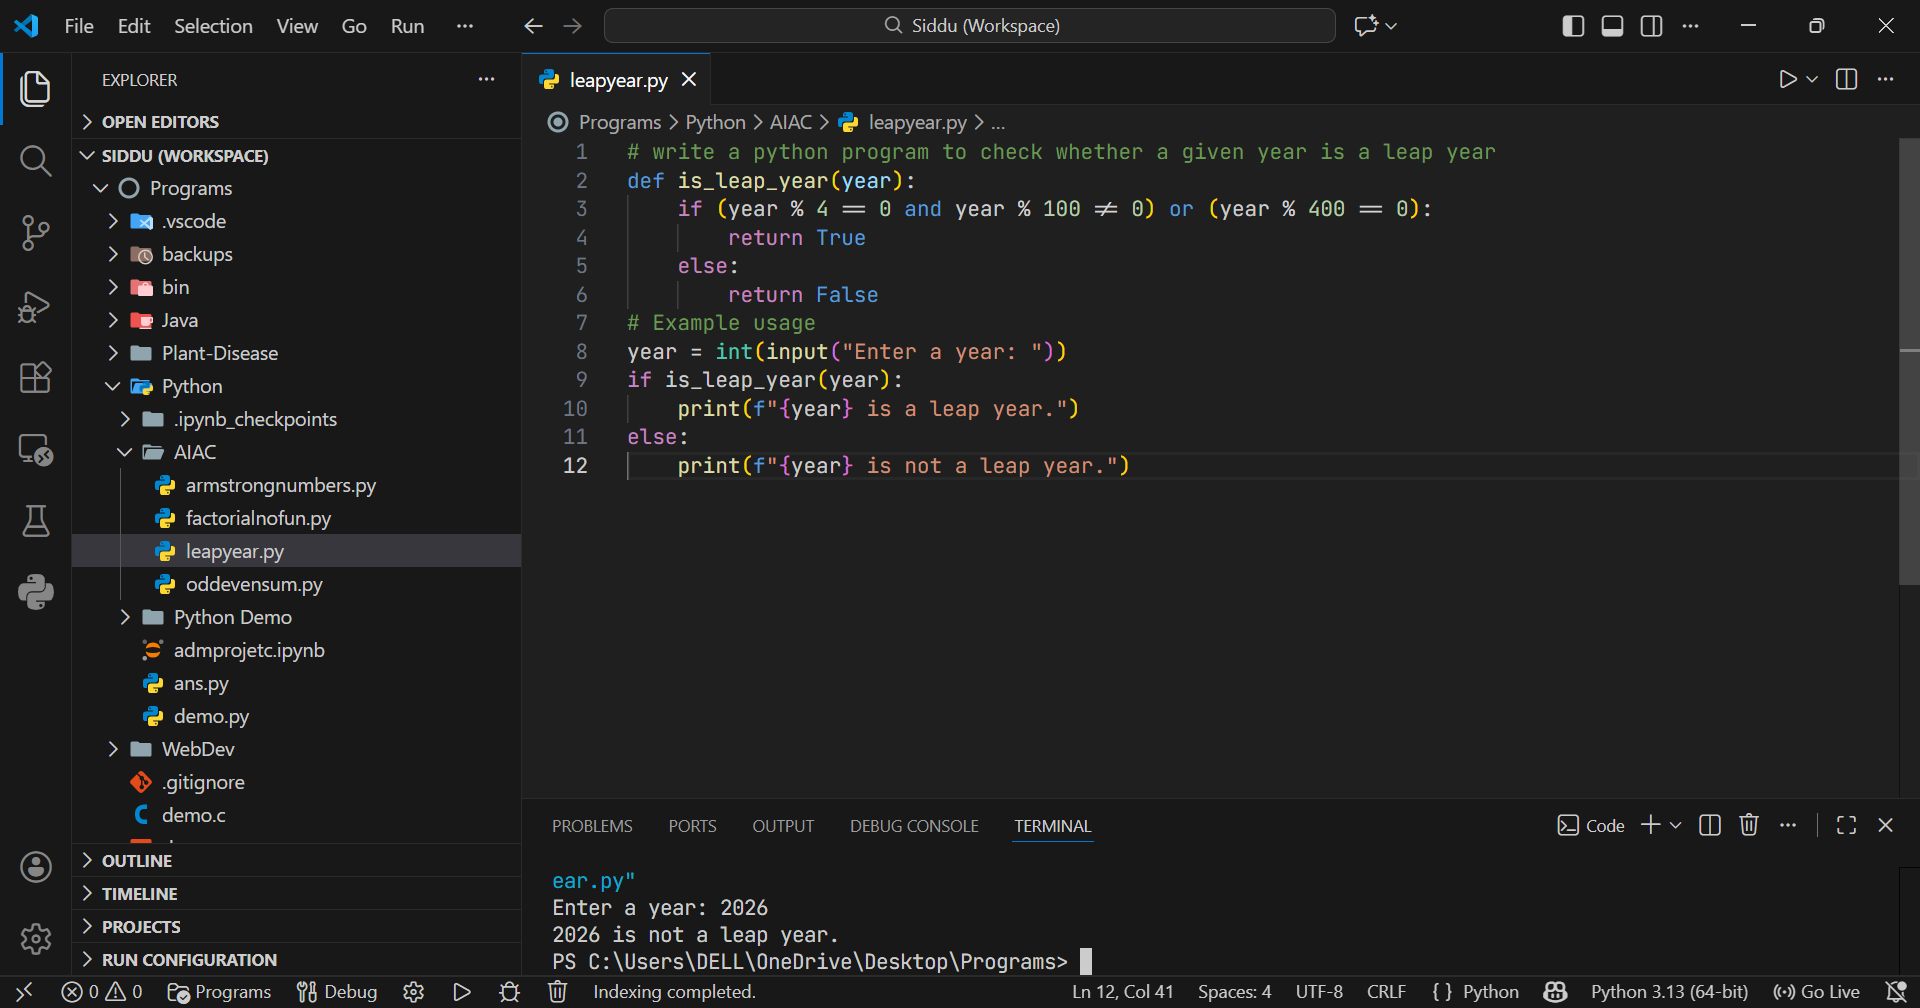 File Edit Selection View Go Run ··· Siddu (Workspace)
EXPLORER
OPEN EDITORS
SIDDU (WORKSPACE)
Programs
.vscode
backups
bin
Java
Plant-Disease
Python
.ipynb_checkpoints
AIAC
armstrongnumbers.py
factorialnofun.py
leapyear.py
oddevensum.py
Python Demo
admprojetc.ipynb
ans.py
demo.py
WebDev
.gitignore
demo.c
OUTLINE
TIMELINE
PROJECTS
RUN CONFIGURATION
leapyear.py
Programs > Python > AIAC > leapyear.py > ...
1 # write a python program to check whether a given year is a leap year
2 def is_leap_year(year):
3     if (year % 4 == 0 and year % 100 != 0) or (year % 400 == 0):
4         return True
5     else:
6         return False
7 # Example usage
8 year = int(input("Enter a year: "))
9 if is_leap_year(year):
10     print(f"{year} is a leap year.")
11 else:
12     print(f"{year} is not a leap year.")
PROBLEMS PORTS OUTPUT DEBUG CONSOLE TERMINAL Code
ear.py"
Enter a year: 2026
2026 is not a leap year.
PS C:\Users\DELL\OneDrive\Desktop\Programs>
0 0 Programs Debug Indexing completed. Ln 12, Col 41 Spaces: 4 UTF-8 CRLF {} Python Python 3.13 (64-bit) Go Live